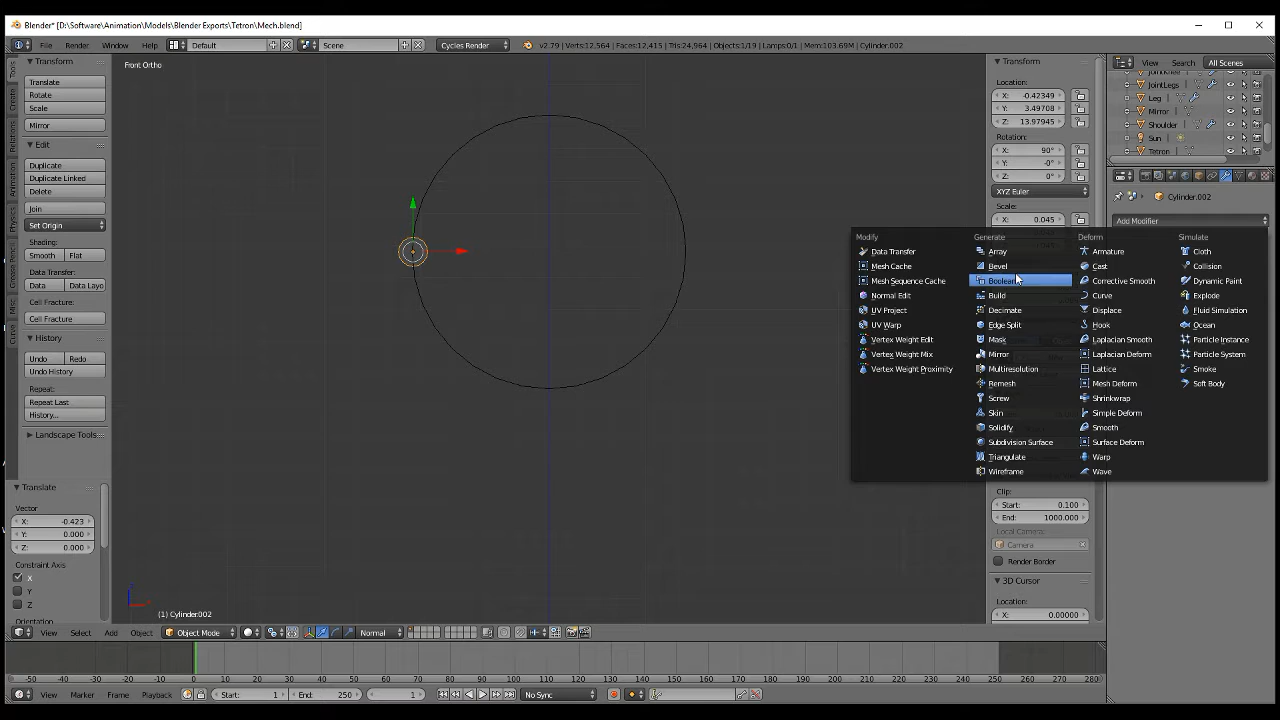 Blender* [D:\Software\Animation\Models\Blender Exports\Tetron\Mech.blend]
File Render Window Help Default Scene Cycles Render v2.79 | Verts:12,564 | Faces:12,415 | Tris:24,964 | Objects:1/19 | Lamps:0/1 | Mem:103.69M | Cylinder.002
Tools
Create
Relations
Animation
Physics
Grease Pencil
Misc
Curve
Transform
Translate
Rotate
Scale
Mirror
Edit
Duplicate
Duplicate Linked
Delete
Join
Set Origin
Shading:
Smooth Flat
Data Transfer:
Data Data Layo
Cell Fracture:
Cell Fracture
History
Undo Redo
Undo History
Repeat:
Repeat Last
History...
Landscape Tools
Translate
Vector
X: -0.423
Y: 0.000
Z: 0.000
Constraint Axis
X
Y
Z
Orientation
Front Ortho
(1) Cylinder.002
Transform
Location:
X: -0.42349
Y: 3.49708
Z: 13.97945
Rotation:
X: 90°
Y: -0°
Z: 0°
XYZ Euler
Scale:
X: 0.045
View Search All Scenes
JointLegs
Leg
Mirror
Shoulder
Sun
Tetron
Cylinder.002
Add Modifier
Modify
Data Transfer
Mesh Cache
Mesh Sequence Cache
Normal Edit
UV Project
UV Warp
Vertex Weight Edit
Vertex Weight Mix
Vertex Weight Proximity
Generate
Array
Bevel
Boolean
Build
Decimate
Edge Split
Mask
Mirror
Multiresolution
Remesh
Screw
Skin
Solidify
Subdivision Surface
Triangulate
Wireframe
Deform
Armature
Cast
Corrective Smooth
Curve
Displace
Hook
Laplacian Smooth
Laplacian Deform
Lattice
Mesh Deform
Shrinkwrap
Simple Deform
Smooth
Surface Deform
Warp
Wave
Simulate
Cloth
Collision
Dynamic Paint
Explode
Fluid Simulation
Ocean
Particle Instance
Particle System
Smoke
Soft Body
Clip:
Start: 0.100
End: 1000.000
Local Camera:
Camera
Render Border
3D Cursor
Location:
X: 0.00000
View Select Add Object Object Mode Normal
-50 -40 -30 -20 -10 0 10 20 30 40 50 60 70 80 90 100 110 120 130 140 150 160 170 180 190 200 210 220 230 240 250 260 270 280
View Marker Frame Playback Start: 1 End: 250 1 No Sync